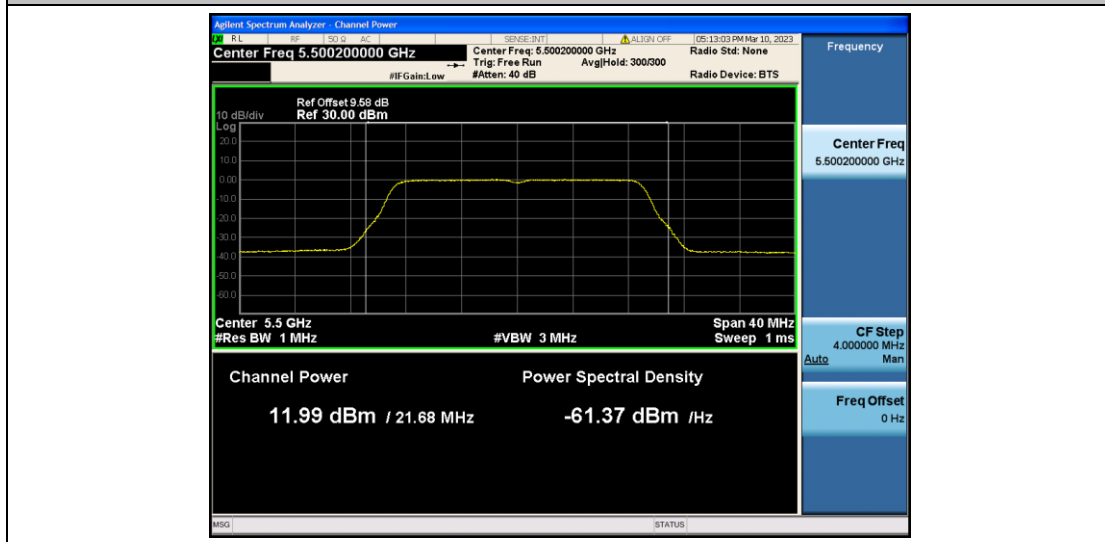 Agilent Spectrum Analyzer - Channel Power
RL RF 50 Ω AC SENSE:INT ALIGN OFF 05:13:03 PM Mar 10, 2023
Center Freq 5.500200000 GHz
Center Freq: 5.500200000 GHz
Radio Std: None
Trig: Free Run Avg|Hold: 300/300
#IFGain:Low #Atten: 40 dB Radio Device: BTS
Ref Offset 9.58 dB
10 dB/div Ref 30.00 dBm
Log
20.0
10.0
0.00
-10.0
-20.0
-30.0
-40.0
-50.0
-60.0
Center 5.5 GHz Span 40 MHz
#Res BW 1 MHz #VBW 3 MHz Sweep 1 ms
Channel Power Power Spectral Density
11.99 dBm / 21.68 MHz -61.37 dBm /Hz
MSG STATUS
Frequency
Center Freq
5.500200000 GHz
CF Step
4.000000 MHz
Auto Man
Freq Offset
0 Hz